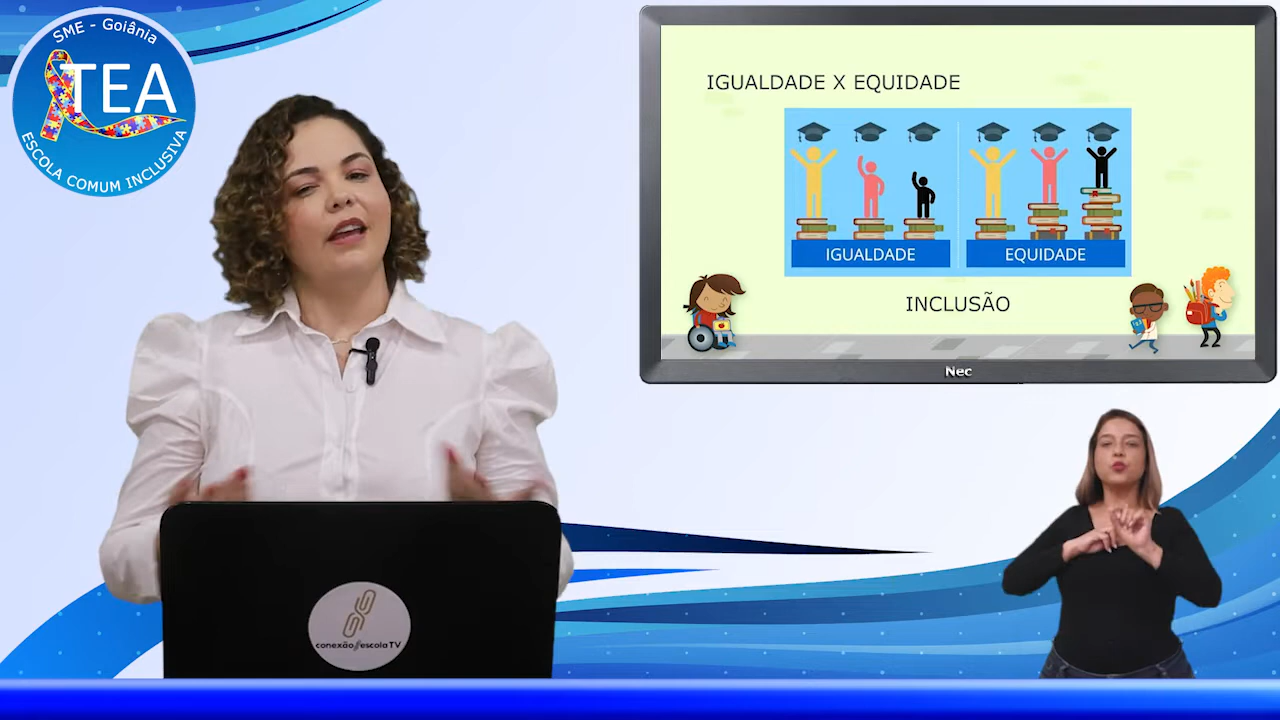 SME - Goiânia
TEA
ESCOLA COMUM INCLUSIVA
IGUALDADE X EQUIDADE
IGUALDADE
EQUIDADE
INCLUSÃO
Nec
conexão//escola TV